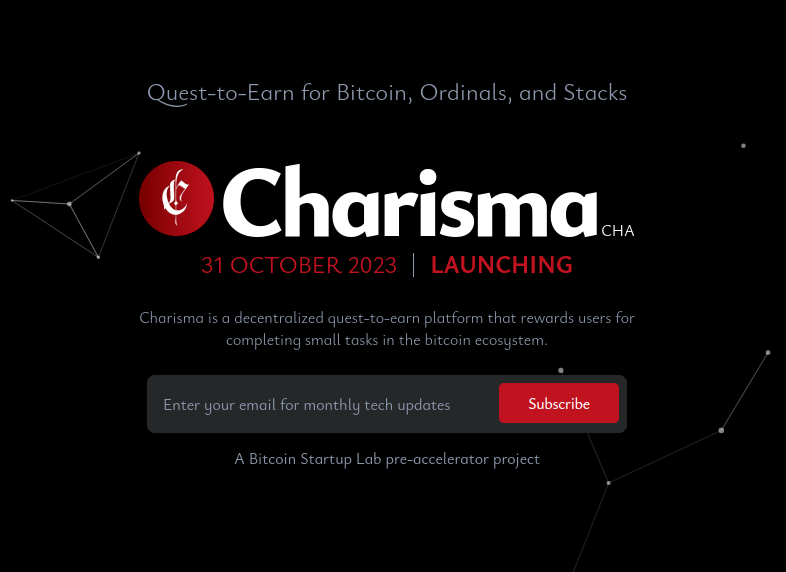 Quest-to-Earn for Bitcoin, Ordinals, and Stacks
C Charisma CHA
31 OCTOBER 2023 | LAUNCHING
Charisma is a decentralized quest-to-earn platform that rewards users for
completing small tasks in the bitcoin ecosystem.
Enter your email for monthly tech updates Subscribe
A Bitcoin Startup Lab pre-accelerator project